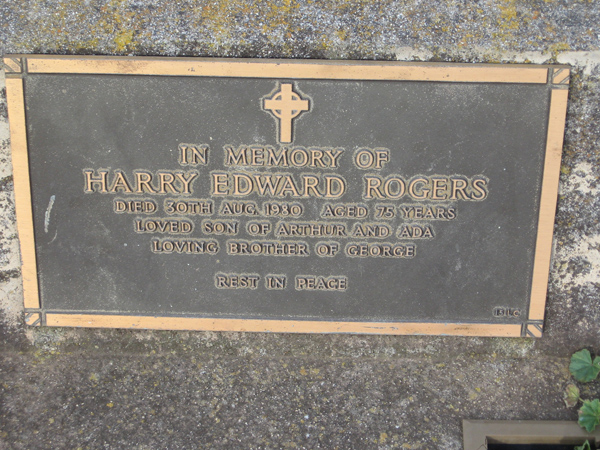 IN MEMORY OF
HARRY EDWARD ROGERS
DIED 30TH AUG. 1980 AGED 75 YEARS
LOVED SON OF ARTHUR AND ADA
LOVING BROTHER OF GEORGE
REST IN PEACE